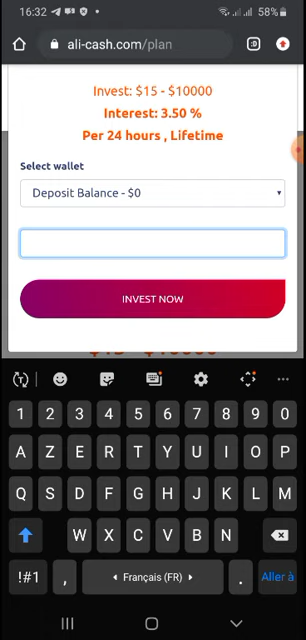 16:32
58%
ali-cash.com/plan
:D
Invest: $15 - $10000
Interest: 3.50 %
Per 24 hours , Lifetime
Select wallet
Deposit Balance - $0
INVEST NOW
$15 - $10000
1 2 3 4 5 6 7 8 9 0
A Z E R T Y U I O P
Q S D F G H J K L M
W X C V B N
!#1 , Français (FR) . Aller à